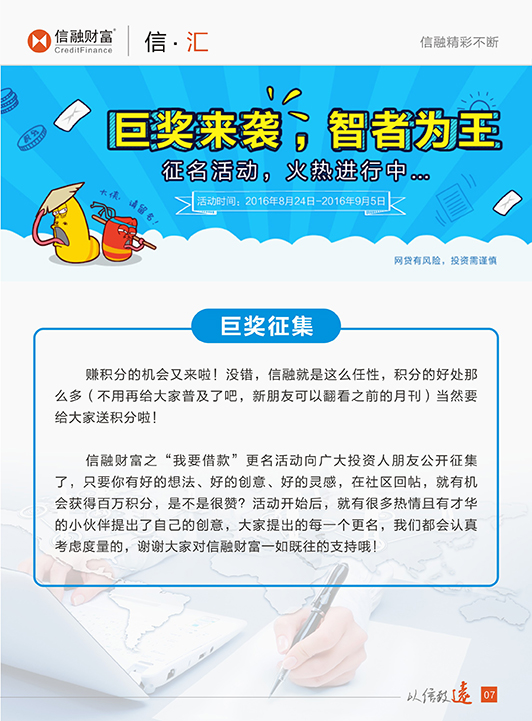 信融财富®
CreditFinance
信·汇
信融精彩不断
巨奖来袭，智者为王
征名活动，火热进行中...
活动时间：2016年8月24日~2016年9月5日
大侠，请留名！
网贷有风险，投资需谨慎
巨奖征集
赚积分的机会又来啦！没错，信融就是这么任性，积分的好处那
么多（不用再给大家普及了吧，新朋友可以翻看之前的月刊）当然要
给大家送积分啦！
信融财富之“我要借款”更名活动向广大投资人朋友公开征集
了，只要你有好的想法、好的创意、好的灵感，在社区回帖，就有机
会获得百万积分，是不是很赞？活动开始后，就有很多热情且有才华
的小伙伴提出了自己的创意，大家提出的每一个更名，我们都会认真
考虑度量的，谢谢大家对信融财富一如既往的支持哦！
以信致远
07